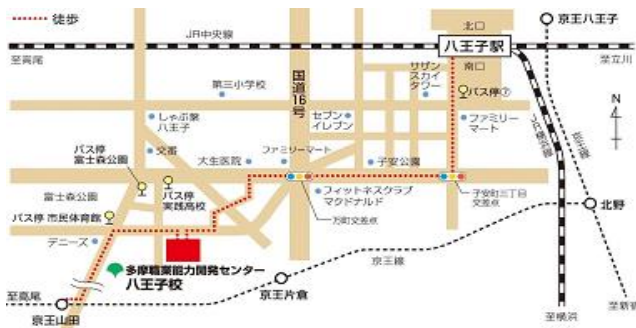 徒歩
JR中央線
至高尾
北口
八王子駅
南口
京王八王子
至立川
サザン
スカイ
タワー
バス停⑦
第三小学校
国道16号
N
しゃぶ葉
八王子
セブン
イレブン
ファミリー
マート
JR横浜線
京王線
バス停
富士森公園
交番
大生医院
ファミリーマート
子安公園
富士森公園
バス停
実践高校
フィットネスクラブ
マクドナルド
子安町三丁目
交差点
万町交差点
北野
バス停 市民体育館
デニーズ
多摩職業能力開発センター
八王子校
京王線
至高尾
京王山田
京王片倉
至横浜
至新宿